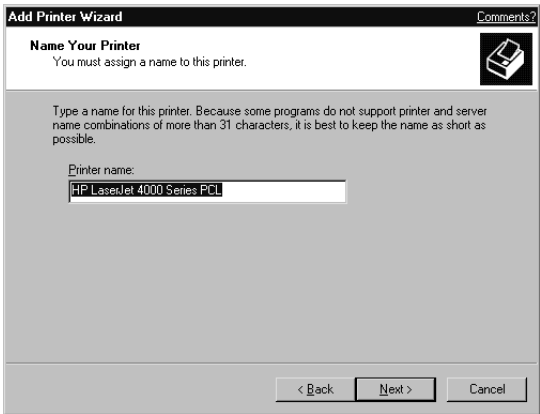 Add Printer Wizard Comments?
Name Your Printer
You must assign a name to this printer.
Type a name for this printer. Because some programs do not support printer and server
name combinations of more than 31 characters, it is best to keep the name as short as
possible.
Printer name:
HP LaserJet 4000 Series PCL
< Back Next > Cancel